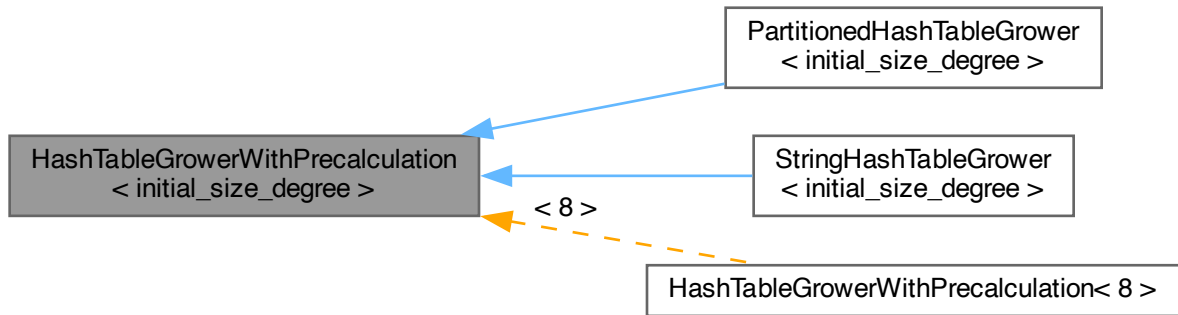 PartitionedHashTableGrower
< initial_size_degree >
HashTableGrowerWithPrecalculation
< initial_size_degree >
StringHashTableGrower
< initial_size_degree >
< 8 >
HashTableGrowerWithPrecalculation< 8 >